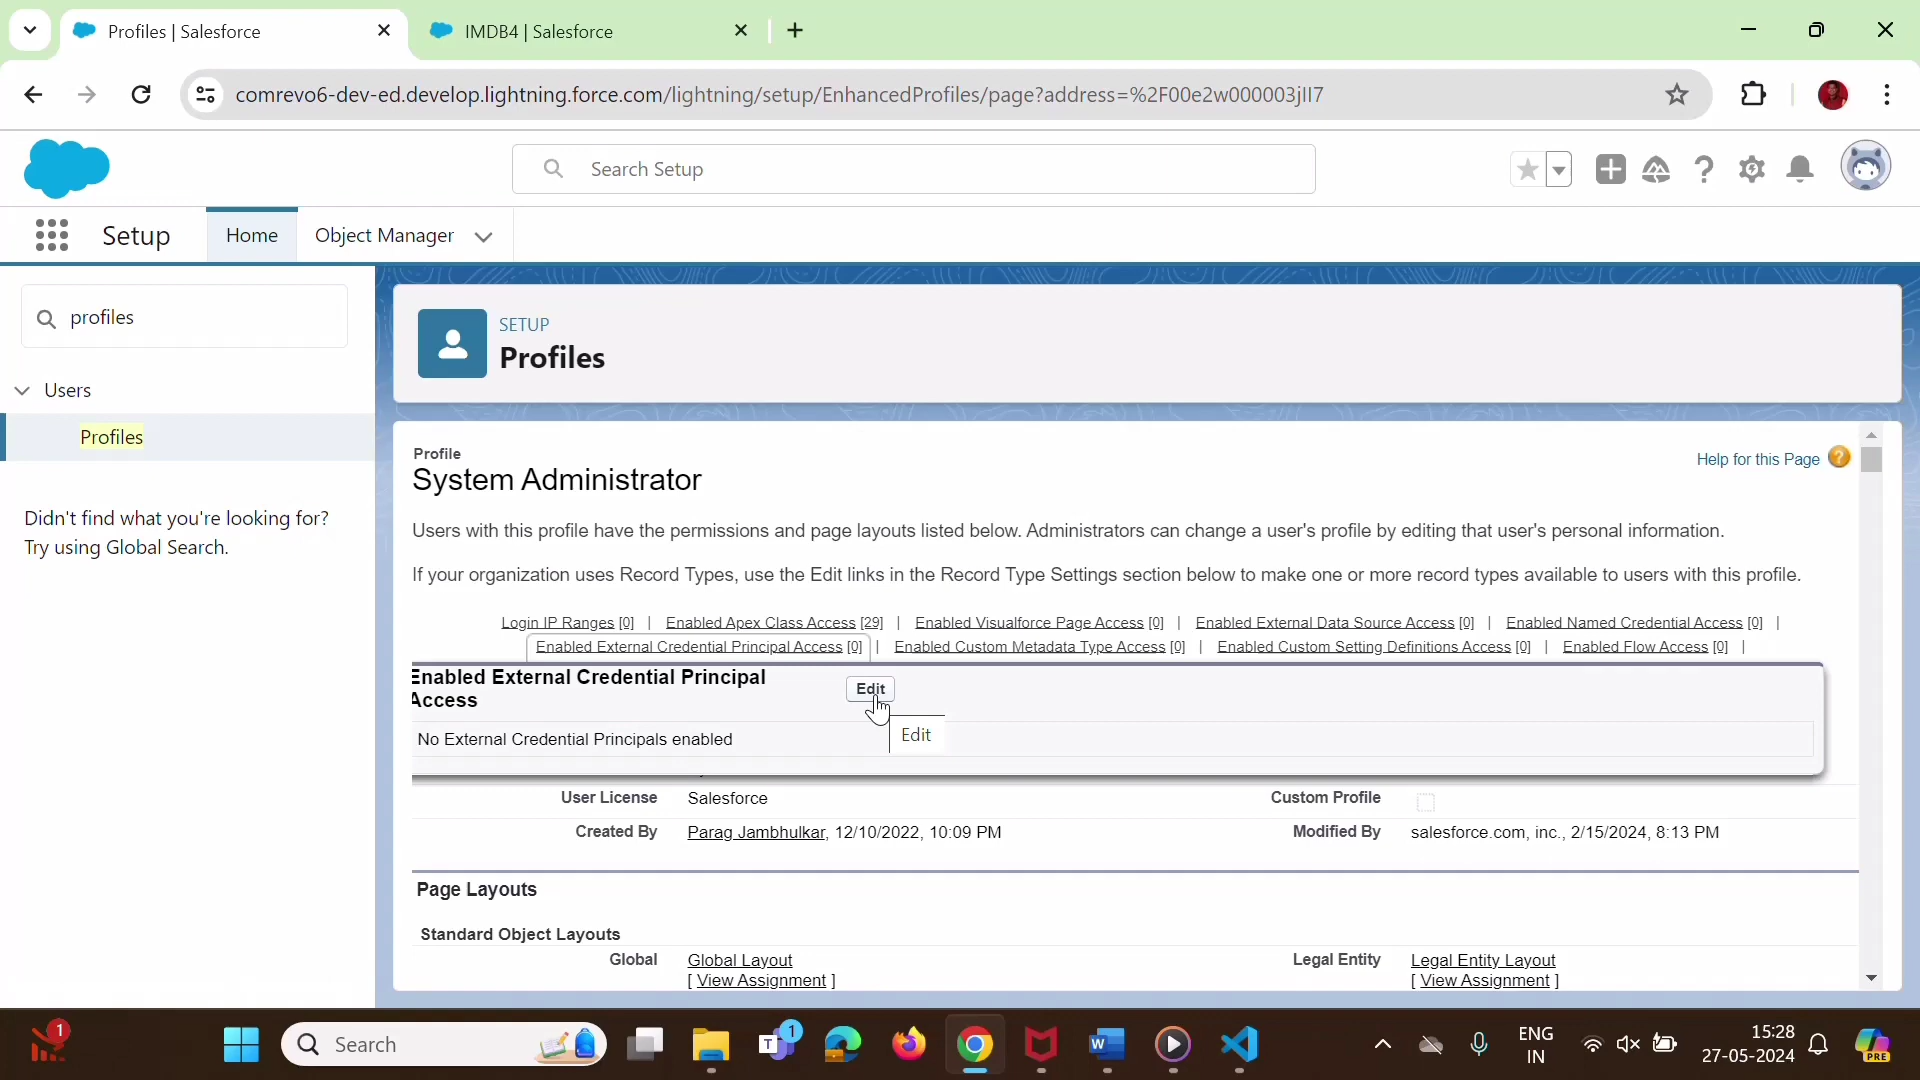 Profiles | Salesforce
IMDB4 | Salesforce
comrevo6-dev-ed.develop.lightning.force.com/lightning/setup/EnhancedProfiles/page?address=%2F00e2w000003jII7
Search Setup
Setup
Home
Object Manager
profiles
Users
Profiles
Didn't find what you're looking for?
Try using Global Search.
SETUP
Profiles
Profile
System Administrator
Help for this Page
Users with this profile have the permissions and page layouts listed below. Administrators can change a user's profile by editing that user's personal information.
If your organization uses Record Types, use the Edit links in the Record Type Settings section below to make one or more record types available to users with this profile.
Login IP Ranges [0] | Enabled Apex Class Access [29] | Enabled Visualforce Page Access [0] | Enabled External Data Source Access [0] | Enabled Named Credential Access [0] |
Enabled External Credential Principal Access [0] | Enabled Custom Metadata Type Access [0] | Enabled Custom Setting Definitions Access [0] | Enabled Flow Access [0] |
Enabled External Credential Principal
Access
Edit
Edit
No External Credential Principals enabled
User License Salesforce Custom Profile
Created By Parag Jambhulkar, 12/10/2022, 10:09 PM Modified By salesforce.com, inc., 2/15/2024, 8:13 PM
Page Layouts
Standard Object Layouts
Global Global Layout Legal Entity Legal Entity Layout
[ View Assignment ] [ View Assignment ]
1
Search
1
T
W
ENG
IN
15:28
27-05-2024
PRE